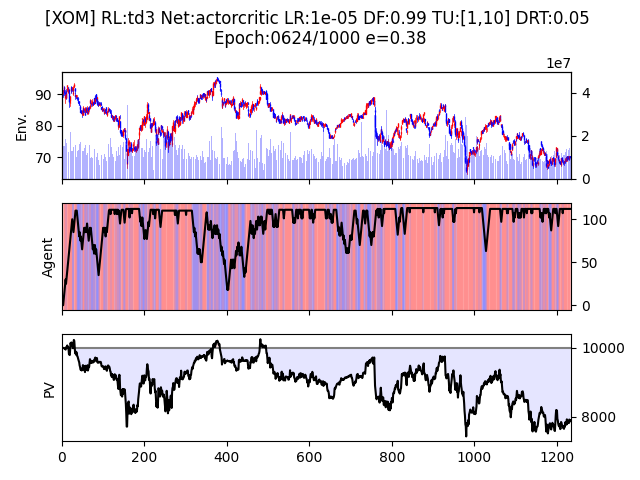 [XOM] RL:td3 Net:actorcritic LR:1e-05 DF:0.99 TU:[1,10] DRT:0.05
Epoch:0624/1000 e=0.38
1e7
Env.
90
80
70
4
2
0
Agent
100
50
0
PV
10000
8000
0 200 400 600 800 1000 1200